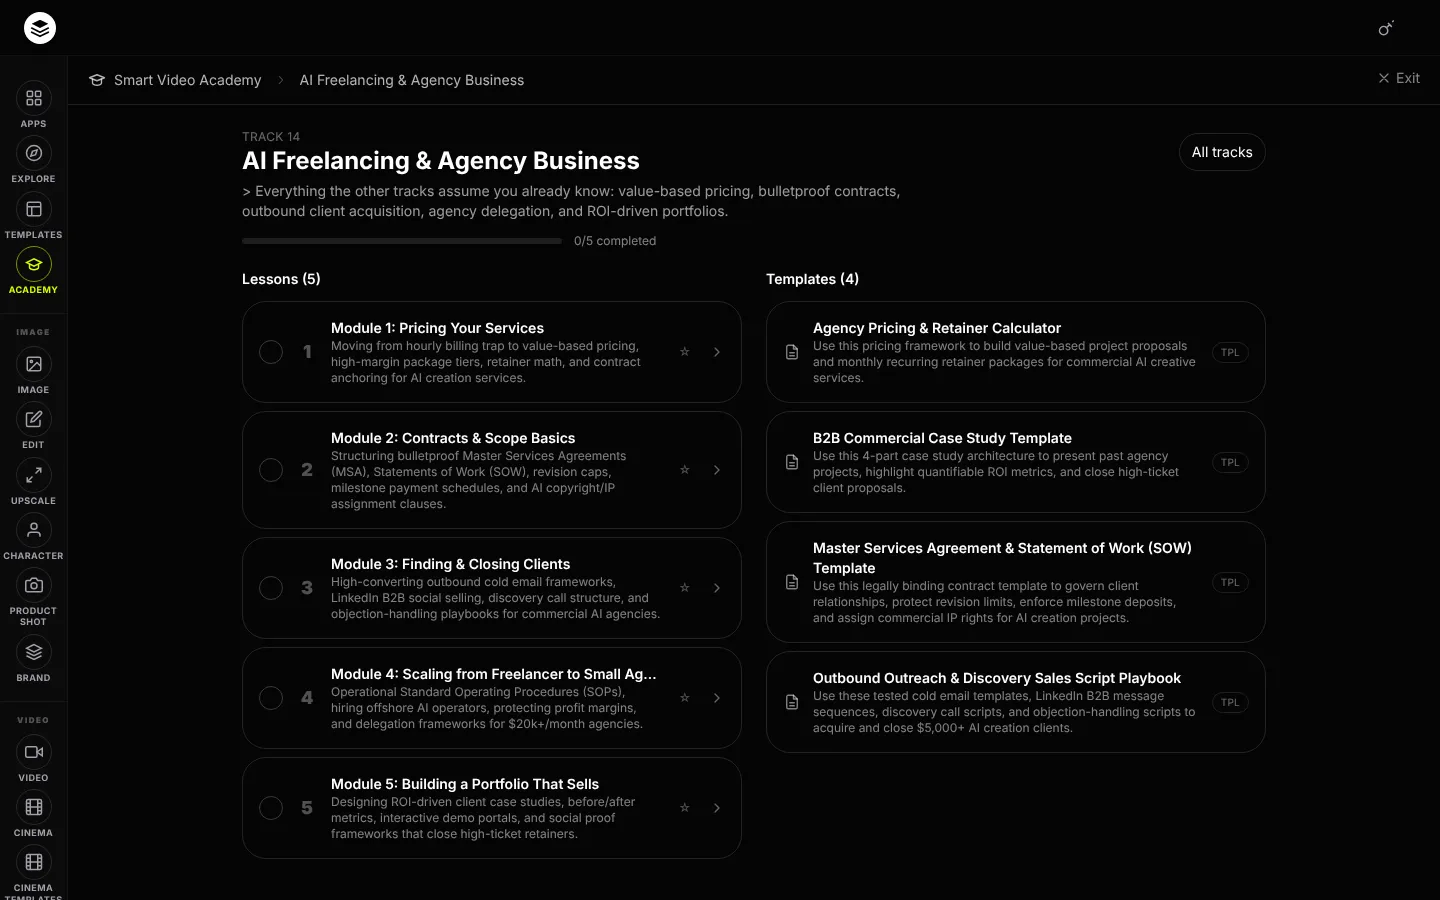 Smart Video Academy
AI Freelancing & Agency Business
Exit
APPS
EXPLORE
TEMPLATES
ACADEMY
IMAGE
IMAGE
EDIT
UPSCALE
CHARACTER
PRODUCT
SHOT
BRAND
VIDEO
VIDEO
CINEMA
CINEMA
TEMPLATES
TRACK 14
AI Freelancing & Agency Business
> Everything the other tracks assume you already know: value-based pricing, bulletproof contracts,
outbound client acquisition, agency delegation, and ROI-driven portfolios.
0/5 completed
All tracks
Lessons (5)
1
Module 1: Pricing Your Services
Moving from hourly billing trap to value-based pricing,
high-margin package tiers, retainer math, and contract
anchoring for AI creation services.
2
Module 2: Contracts & Scope Basics
Structuring bulletproof Master Services Agreements
(MSA), Statements of Work (SOW), revision caps,
milestone payment schedules, and AI copyright/IP
assignment clauses.
3
Module 3: Finding & Closing Clients
High-converting outbound cold email frameworks,
LinkedIn B2B social selling, discovery call structure, and
objection-handling playbooks for commercial AI agencies.
4
Module 4: Scaling from Freelancer to Small Ag...
Operational Standard Operating Procedures (SOPs),
hiring offshore AI operators, protecting profit margins,
and delegation frameworks for $20k+/month agencies.
5
Module 5: Building a Portfolio That Sells
Designing ROI-driven client case studies, before/after
metrics, interactive demo portals, and social proof
frameworks that close high-ticket retainers.
Templates (4)
Agency Pricing & Retainer Calculator
Use this pricing framework to build value-based project proposals
and monthly recurring retainer packages for commercial AI creative
services.
TPL
B2B Commercial Case Study Template
Use this 4-part case study architecture to present past agency
projects, highlight quantifiable ROI metrics, and close high-ticket
client proposals.
TPL
Master Services Agreement & Statement of Work (SOW)
Template
Use this legally binding contract template to govern client
relationships, protect revision limits, enforce milestone deposits,
and assign commercial IP rights for AI creation projects.
TPL
Outbound Outreach & Discovery Sales Script Playbook
Use these tested cold email templates, LinkedIn B2B message
sequences, discovery call scripts, and objection-handling scripts to
acquire and close $5,000+ AI creation clients.
TPL